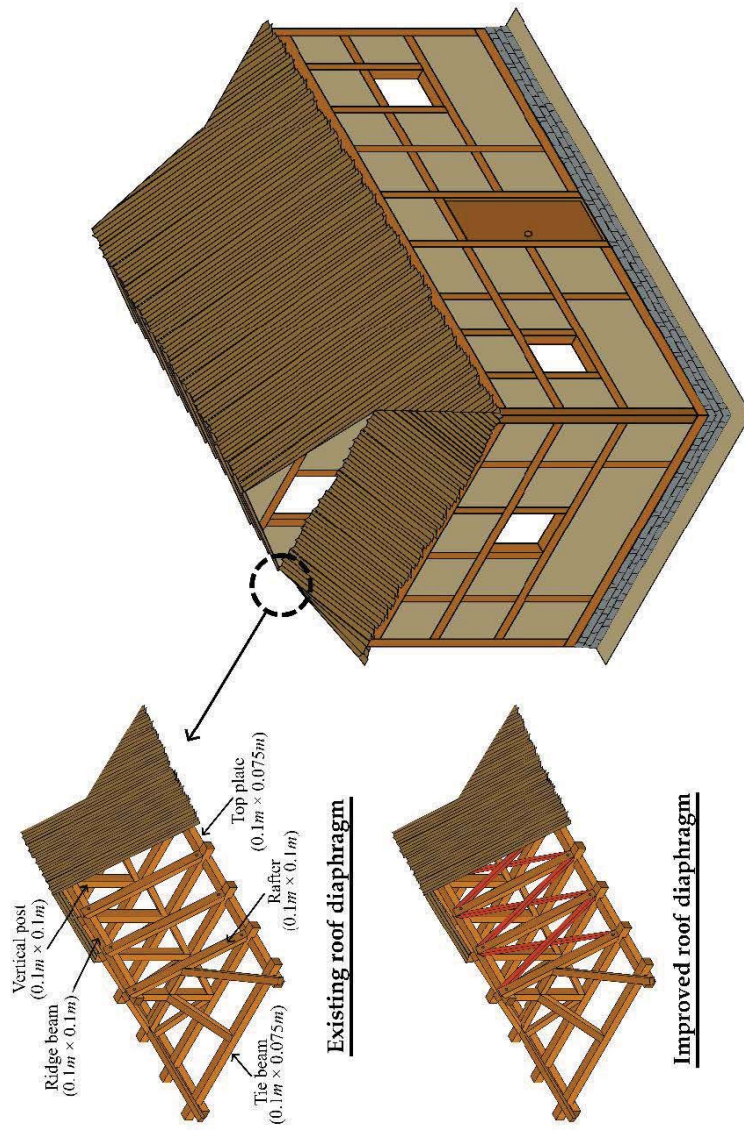 Vertical post
(0.1m × 0.1m)
Ridge beam
(0.1m × 0.1m)
Top plate
(0.1m × 0.075m)
Rafter
(0.1m × 0.1m)
Tie beam
(0.1m × 0.075m)
Existing roof diaphragm
Improved roof diaphragm